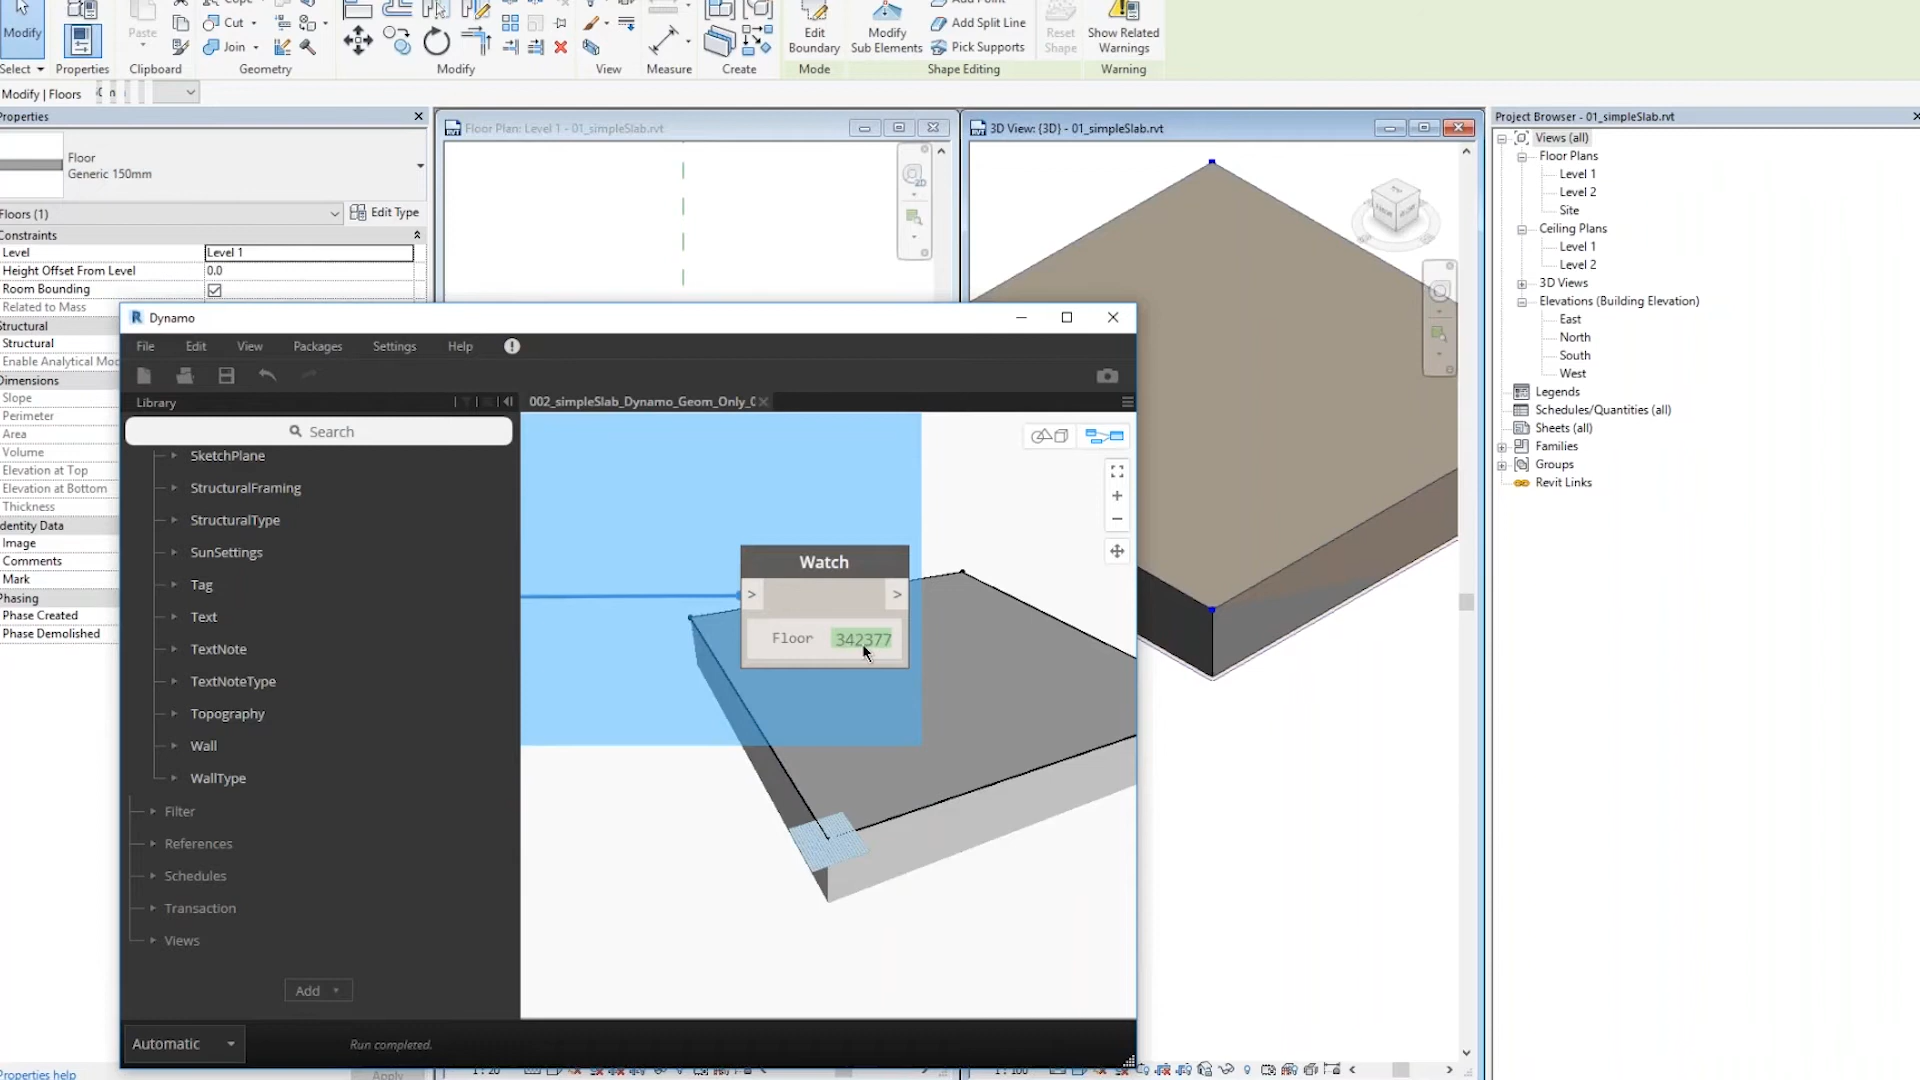 Modify
Select
Properties
Paste
Clipboard
Cut
Join
Geometry
Modify
View
Measure
Create
Edit
Boundary
Mode
Modify
Sub Elements
Add Split Line
Pick Supports
Shape Editing
Reset
Shape
Show Related
Warnings
Warning
Modify | Floors
Properties
Floor
Generic 150mm
Floors (1)
Edit Type
Constraints
Level
Level 1
Height Offset From Level
0.0
Room Bounding
Related to Mass
Structural
Structural
Enable Analytical Mod
Dimensions
Slope
Perimeter
Area
Volume
Elevation at Top
Elevation at Bottom
Thickness
Identity Data
Image
Comments
Mark
Phasing
Phase Created
Phase Demolished
Properties help
Apply
Floor Plan: Level 1 - 01_simpleSlab.rvt
3D View: {3D} - 01_simpleSlab.rvt
1 : 100
Dynamo
File
Edit
View
Packages
Settings
Help
Library
002_simpleSlab_Dynamo_Geom_Only_0
Search
SketchPlane
StructuralFraming
StructuralType
SunSettings
Tag
Text
TextNote
TextNoteType
Topography
Wall
WallType
Filter
References
Schedules
Transaction
Views
Add
Watch
>
>
Floor 342377
Automatic
Run completed.
Project Browser - 01_simpleSlab.rvt
Views (all)
Floor Plans
Level 1
Level 2
Site
Ceiling Plans
Level 1
Level 2
3D Views
Elevations (Building Elevation)
East
North
South
West
Legends
Schedules/Quantities (all)
Sheets (all)
Families
Groups
Revit Links